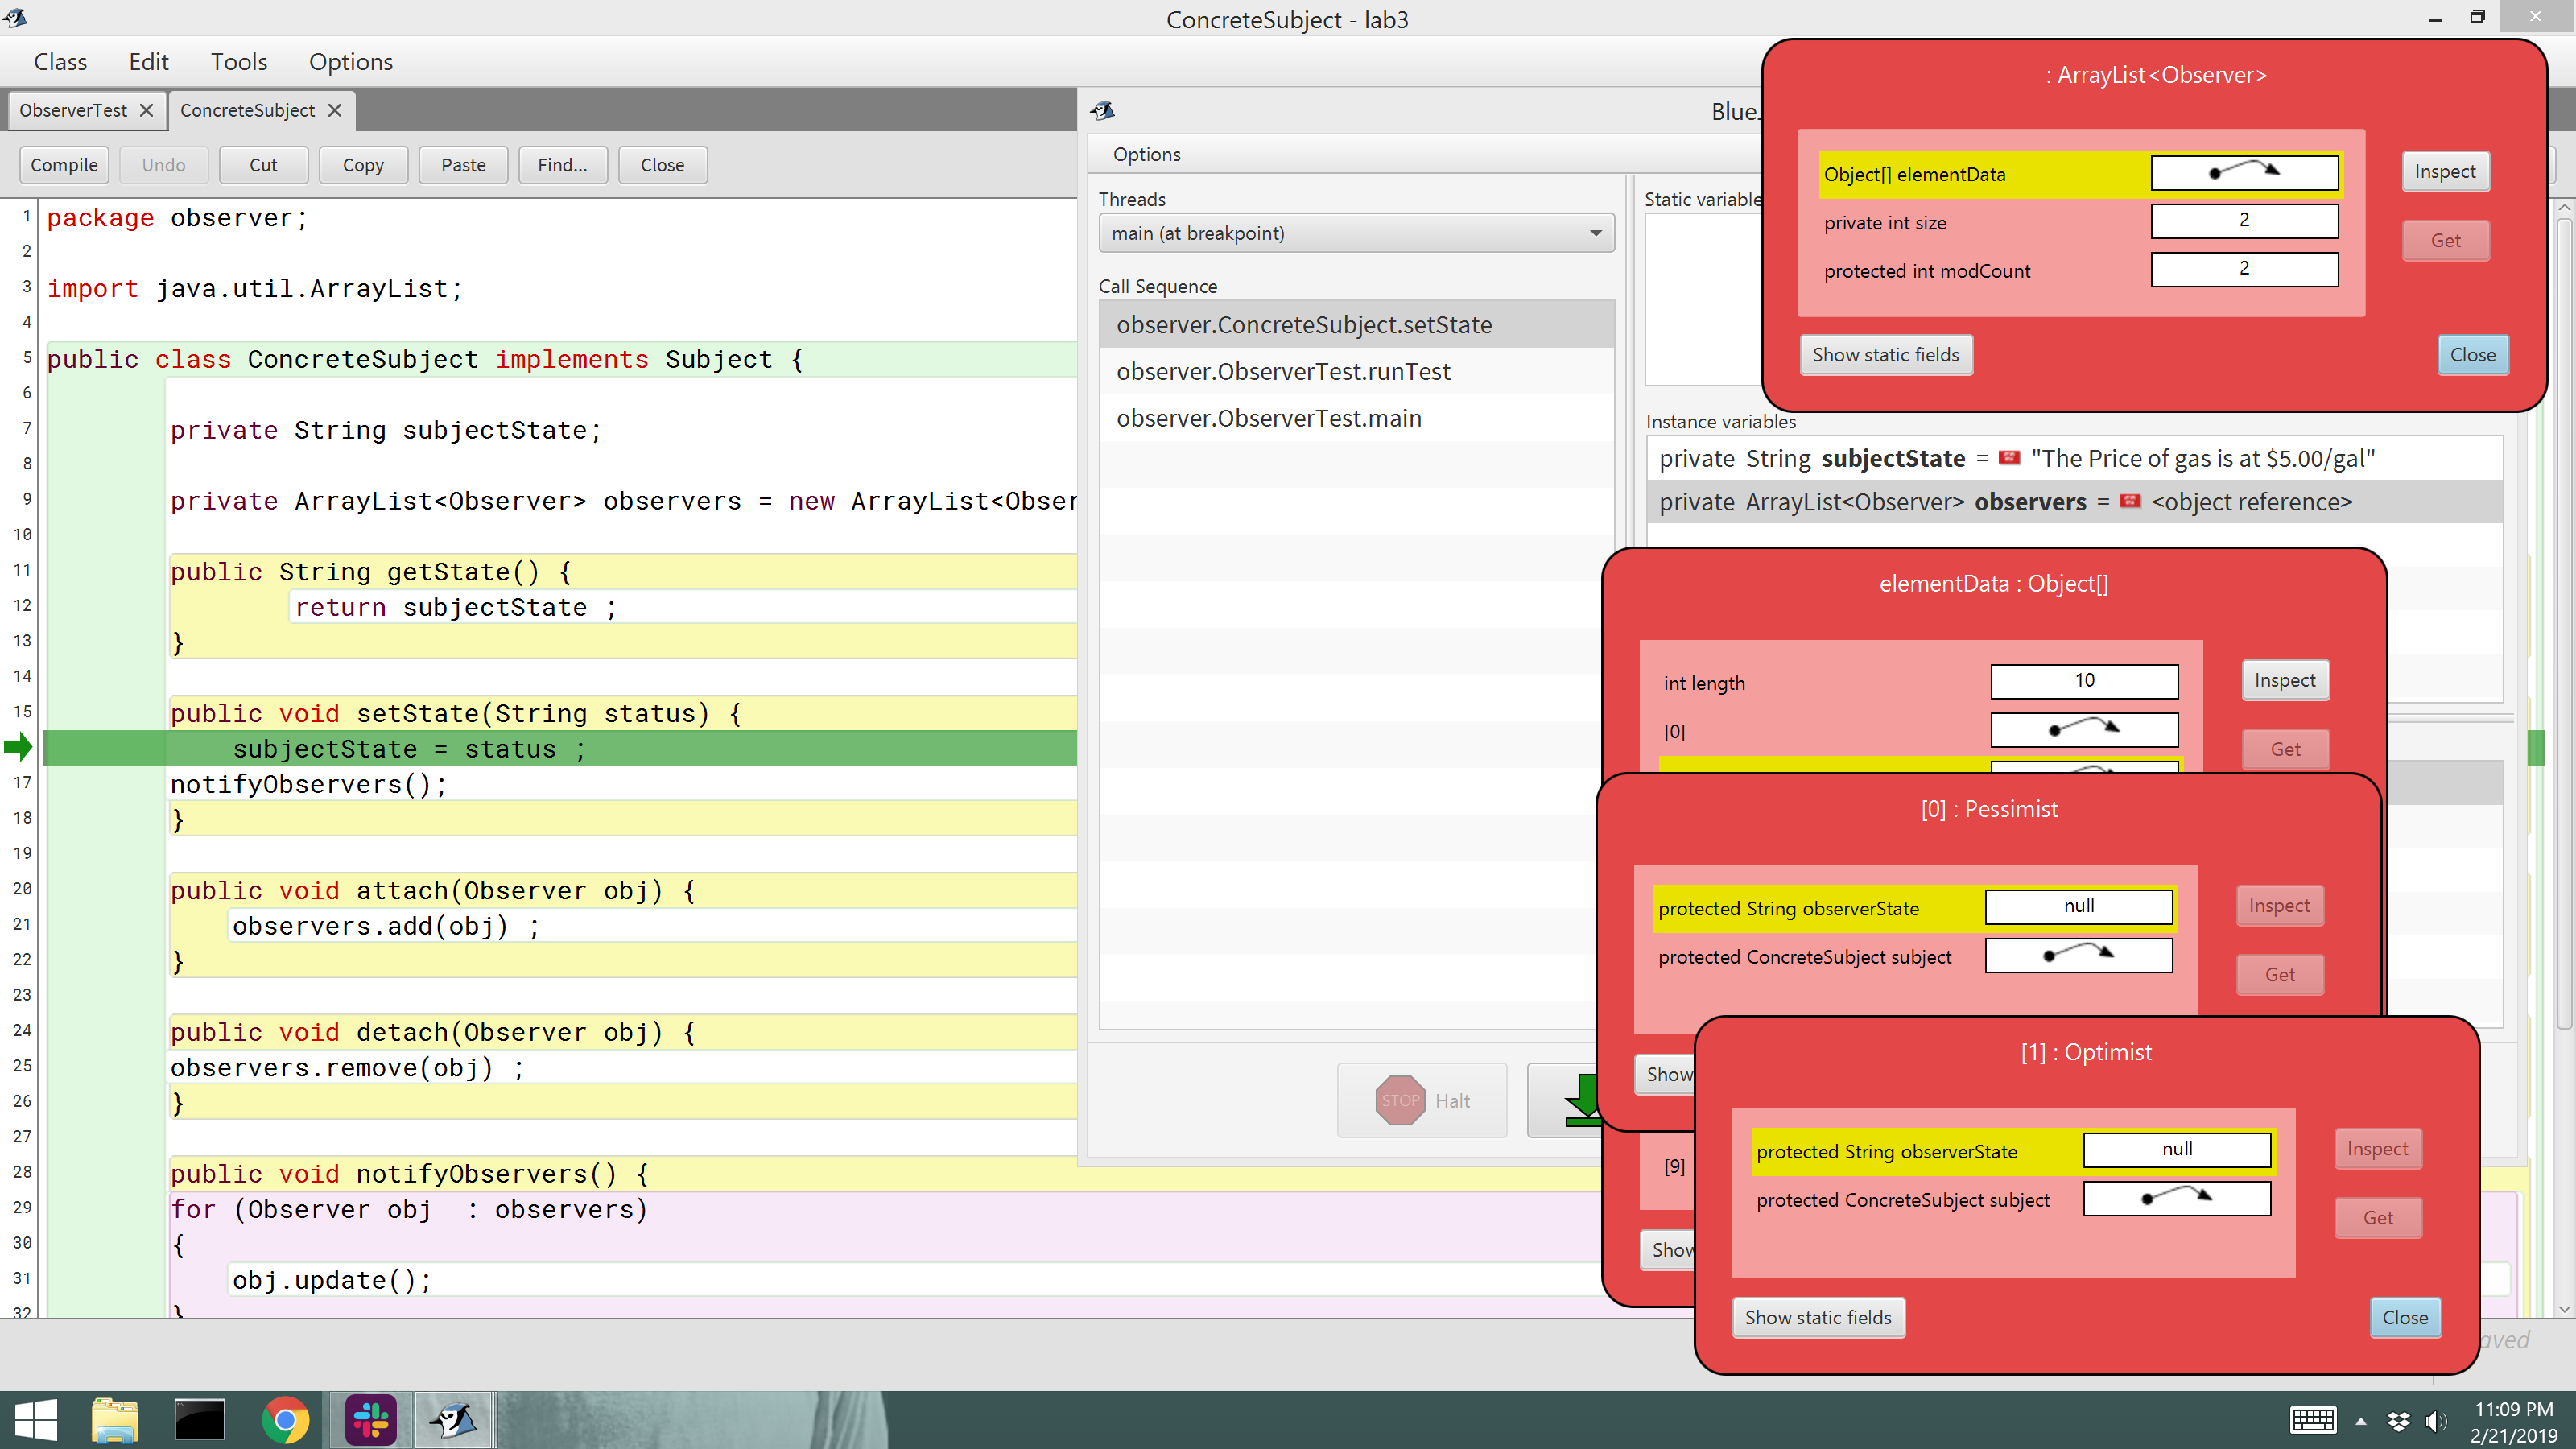 ConcreteSubject - lab3
Class Edit Tools Options
ObserverTest
ConcreteSubject
Compile Undo Cut Copy Paste Find... Close
1 package observer;
2
3 import java.util.ArrayList;
4
5 public class ConcreteSubject implements Subject {
6
7 private String subjectState;
8
9 private ArrayList<Observer> observers = new ArrayList<Obser
10
11 public String getState() {
12 return subjectState ;
13 }
14
15 public void setState(String status) {
subjectState = status ;
17 notifyObservers();
18 }
19
20 public void attach(Observer obj) {
21 observers.add(obj) ;
22 }
23
24 public void detach(Observer obj) {
25 observers.remove(obj) ;
26 }
27
28 public void notifyObservers() {
29 for (Observer obj  : observers)
30 {
31 obj.update();
32 }
BlueJ
Options
Threads
main (at breakpoint)
Call Sequence
observer.ConcreteSubject.setState
observer.ObserverTest.runTest
observer.ObserverTest.main
STOP Halt
Static variable
Instance variables
private String subjectState = "The Price of gas is at $5.00/gal"
private ArrayList<Observer> observers = <object reference>
: ArrayList<Observer>
Object[] elementData
private int size 2
protected int modCount 2
Inspect
Get
Show static fields
Close
elementData : Object[]
int length 10
[0]
Inspect
Get
[9]
Show
[0] : Pessimist
protected String observerState null
protected ConcreteSubject subject
Inspect
Get
Show
[1] : Optimist
protected String observerState null
protected ConcreteSubject subject
Inspect
Get
Show static fields
Close
aved
11:09 PM
2/21/2019